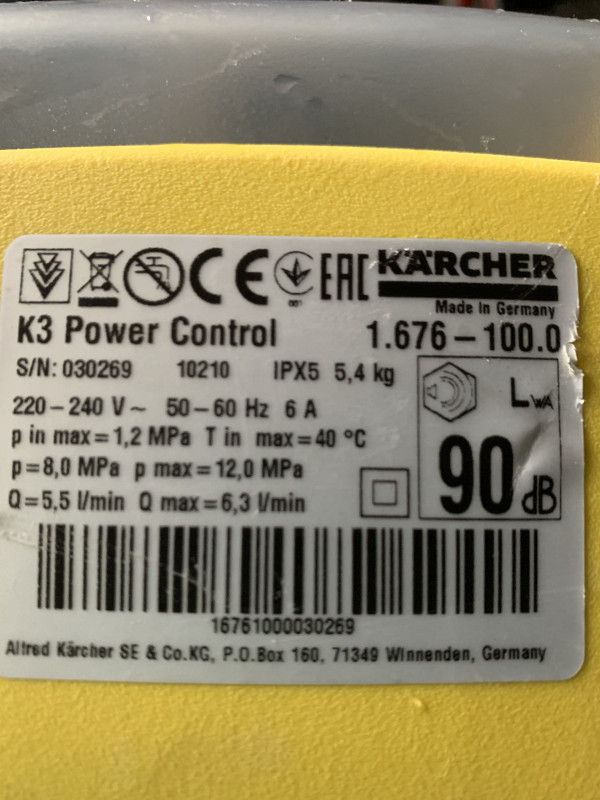 CE 001 EAC KÄRCHER
Made in Germany
K3 Power Control 1.676-100.0
S/N: 030269 10210 IPX5 5,4 kg
220-240 V~ 50-60 Hz 6 A
LWA
p in max=1,2 MPa T in max=40 °C
p=8,0 MPa p max=12,0 MPa
90 dB
Q=5,5 l/min Q max=6,3 l/min
16761000030269
Alfred Kärcher SE & Co.KG, P.O.Box 160, 71349 Winnenden, Germany